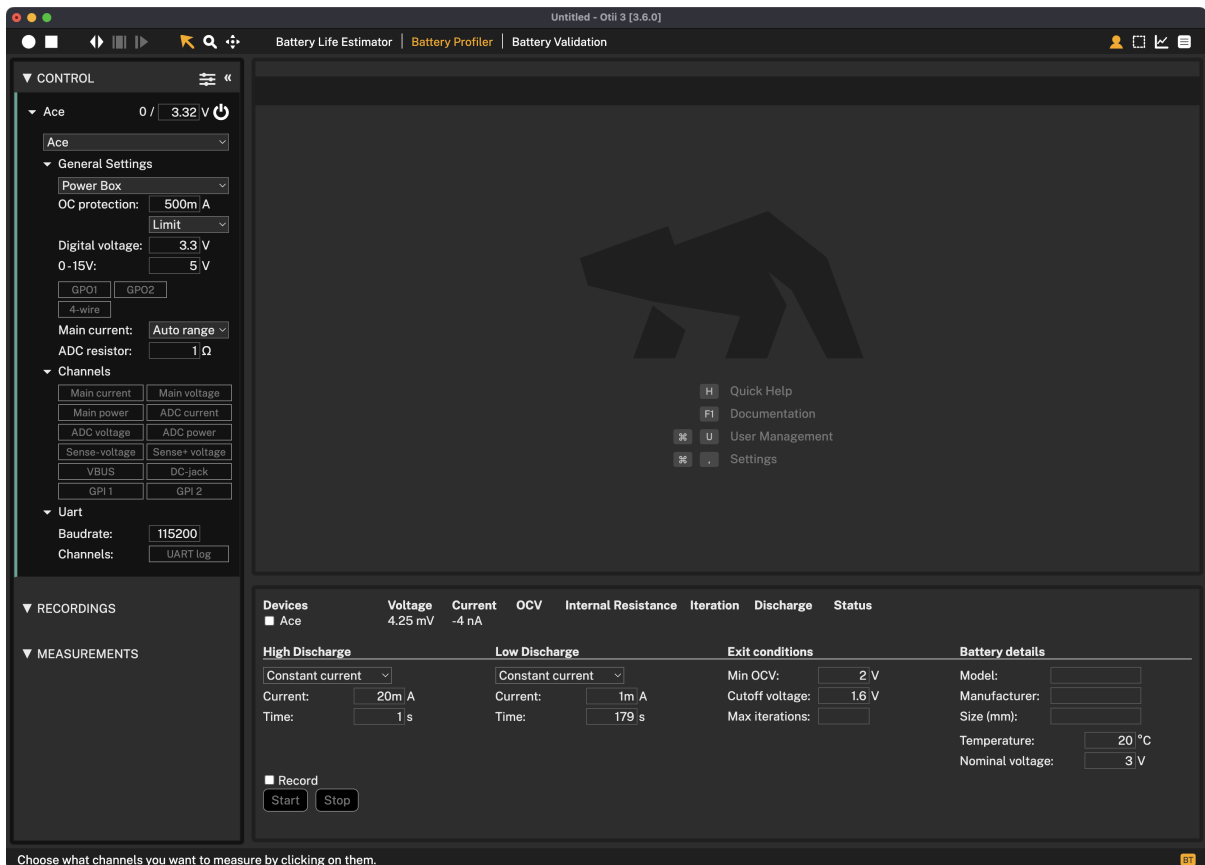 Untitled - Otii 3 [3.6.0]
Battery Life Estimator | Battery Profiler | Battery Validation
▼ CONTROL «
Ace 0 / 3.32 V
Ace
General Settings
Power Box
OC protection: 500m A
Limit
Digital voltage: 3.3 V
0-15V: 5 V
GPO1 GPO2
4-wire
Main current: Auto range
ADC resistor: 1 Ω
Channels
Main current Main voltage
Main power ADC current
ADC voltage ADC power
Sense-voltage Sense+ voltage
VBUS DC-jack
GPI 1 GPI 2
Uart
Baudrate: 115200
Channels: UART log
▼ RECORDINGS
▼ MEASUREMENTS
H Quick Help
F1 Documentation
⌘ U User Management
⌘ , Settings
Devices Voltage Current OCV Internal Resistance Iteration Discharge Status
Ace 4.25 mV -4 nA
High Discharge
Constant current
Current: 20m A
Time: 1 s
Low Discharge
Constant current
Current: 1m A
Time: 179 s
Exit conditions
Min OCV: 2 V
Cutoff voltage: 1.6 V
Max iterations:
Battery details
Model:
Manufacturer:
Size (mm):
Temperature: 20 °C
Nominal voltage: 3 V
Record
Start Stop
Choose what channels you want to measure by clicking on them.
BT